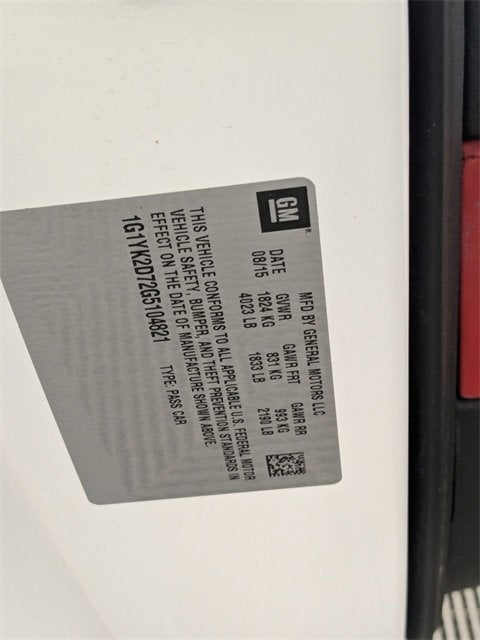 GM®
MFD BY GENERAL MOTORS LLC
DATE GVWR GAWR FRT GAWR RR
08/15 1824 KG 831 KG 993 KG
4023 LB 1833 LB 2190 LB
THIS VEHICLE CONFORMS TO ALL APPLICABLE U.S. FEDERAL MOTOR
VEHICLE SAFETY, BUMPER, AND THEFT PREVENTION STANDARDS IN
EFFECT ON THE DATE OF MANUFACTURE SHOWN ABOVE.
1G1YK2D72G5104821 TYPE: PASS CAR